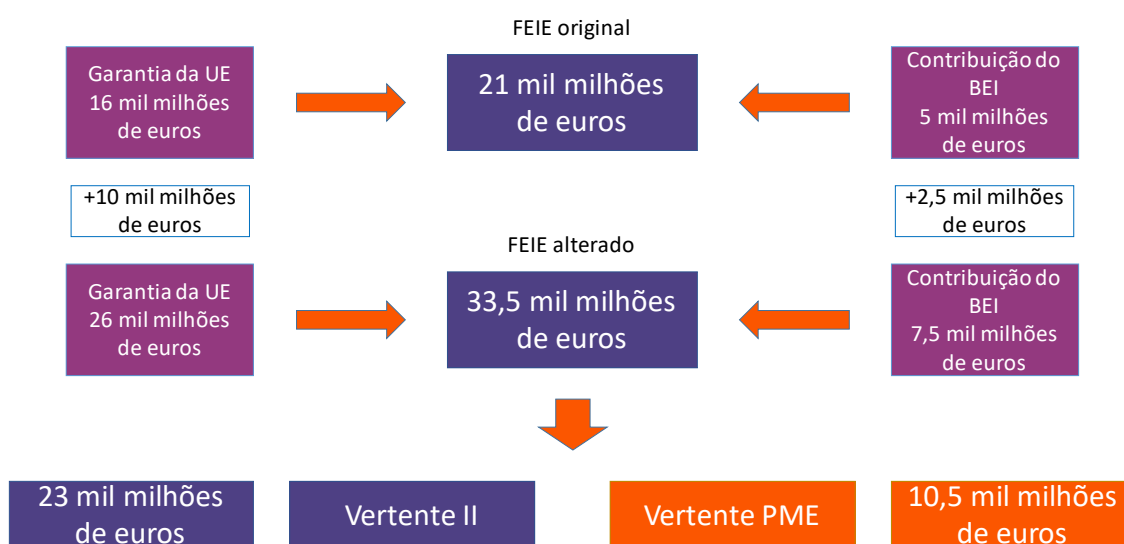 FEIE original
Garantia da UE
16 mil milhões
de euros
21 mil milhões
de euros
Contribuição do
BEI
5 mil milhões
de euros
+10 mil milhões
de euros
+2,5 mil milhões
de euros
FEIE alterado
Garantia da UE
26 mil milhões
de euros
33,5 mil milhões
de euros
Contribuição do
BEI
7,5 mil milhões
de euros
23 mil milhões
de euros
Vertente II
Vertente PME
10,5 mil milhões
de euros